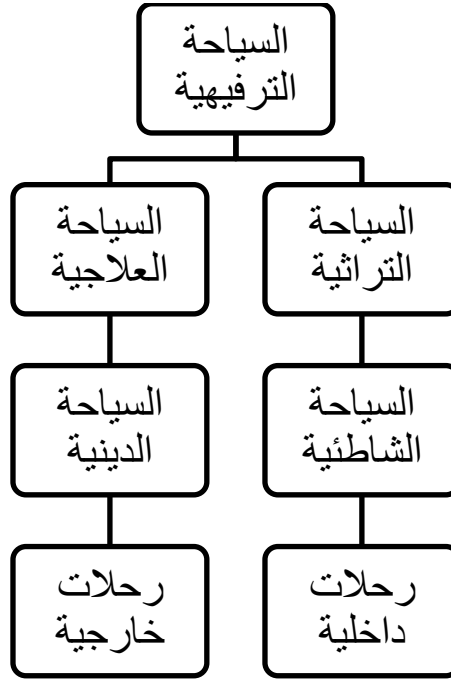 السياحة
الترفيهية
السياحة
التراثية
السياحة
العلاجية
السياحة
الشاطئية
السياحة
الدينية
رحلات
داخلية
رحلات
خارجية